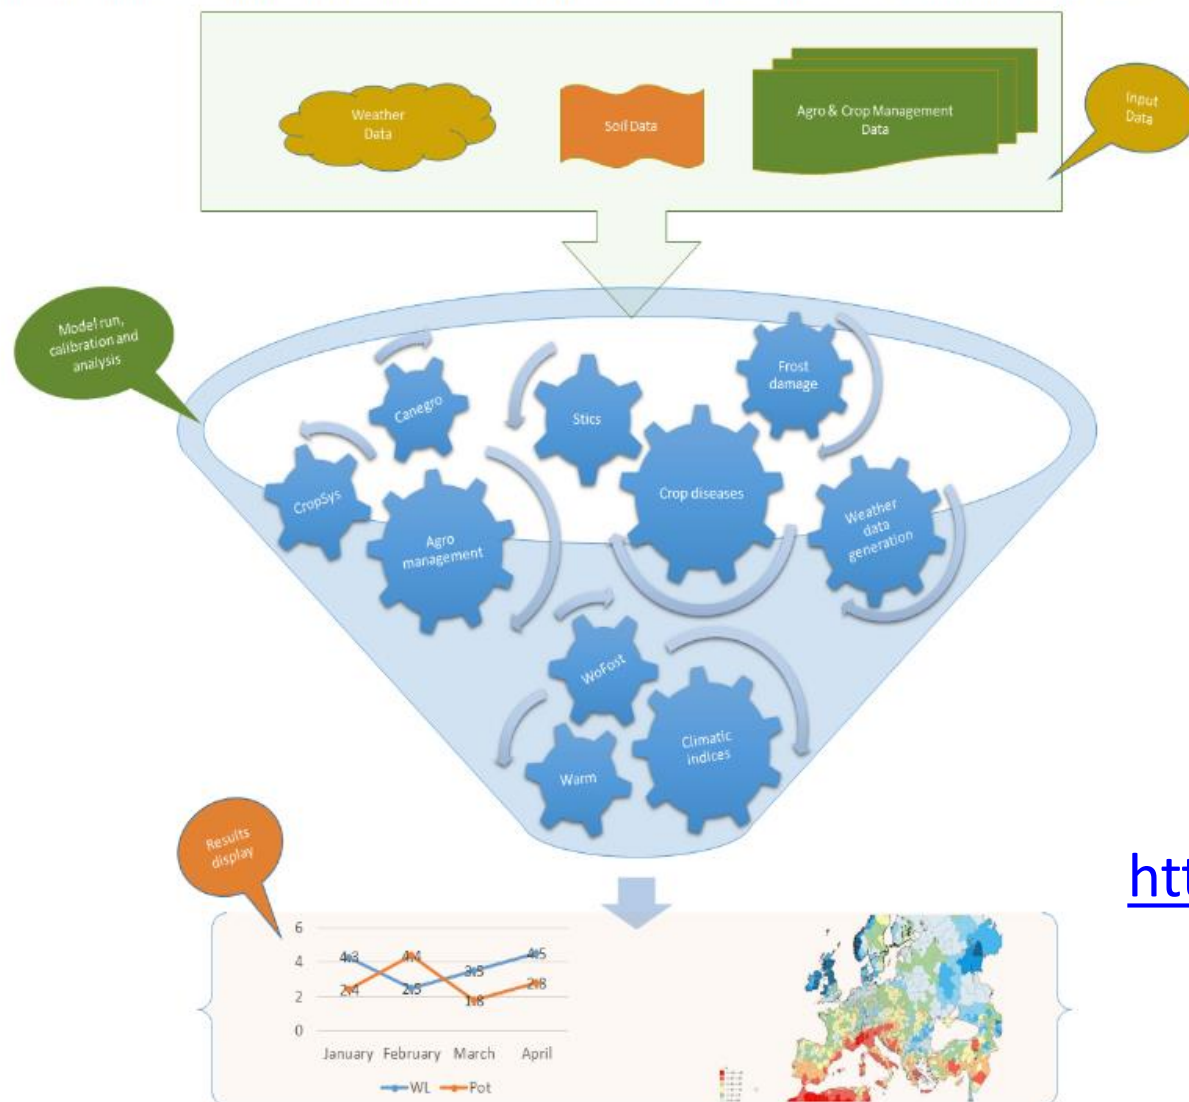 Weather
Data
Soil Data
Agro & Crop Management
Data
Input
Data
Model run,
calibration and
analysis
Canegro
Stics
Frost
damage
CropSys
Agro
management
Crop diseases
Weather
data
generation
WoFost
Warm
Climatic
indices
Results
display
htt
6
4
2
0
4.3
2.5
3.5
4.5
2.4
4.4
1.8
2.8
January February March April
WL Pot